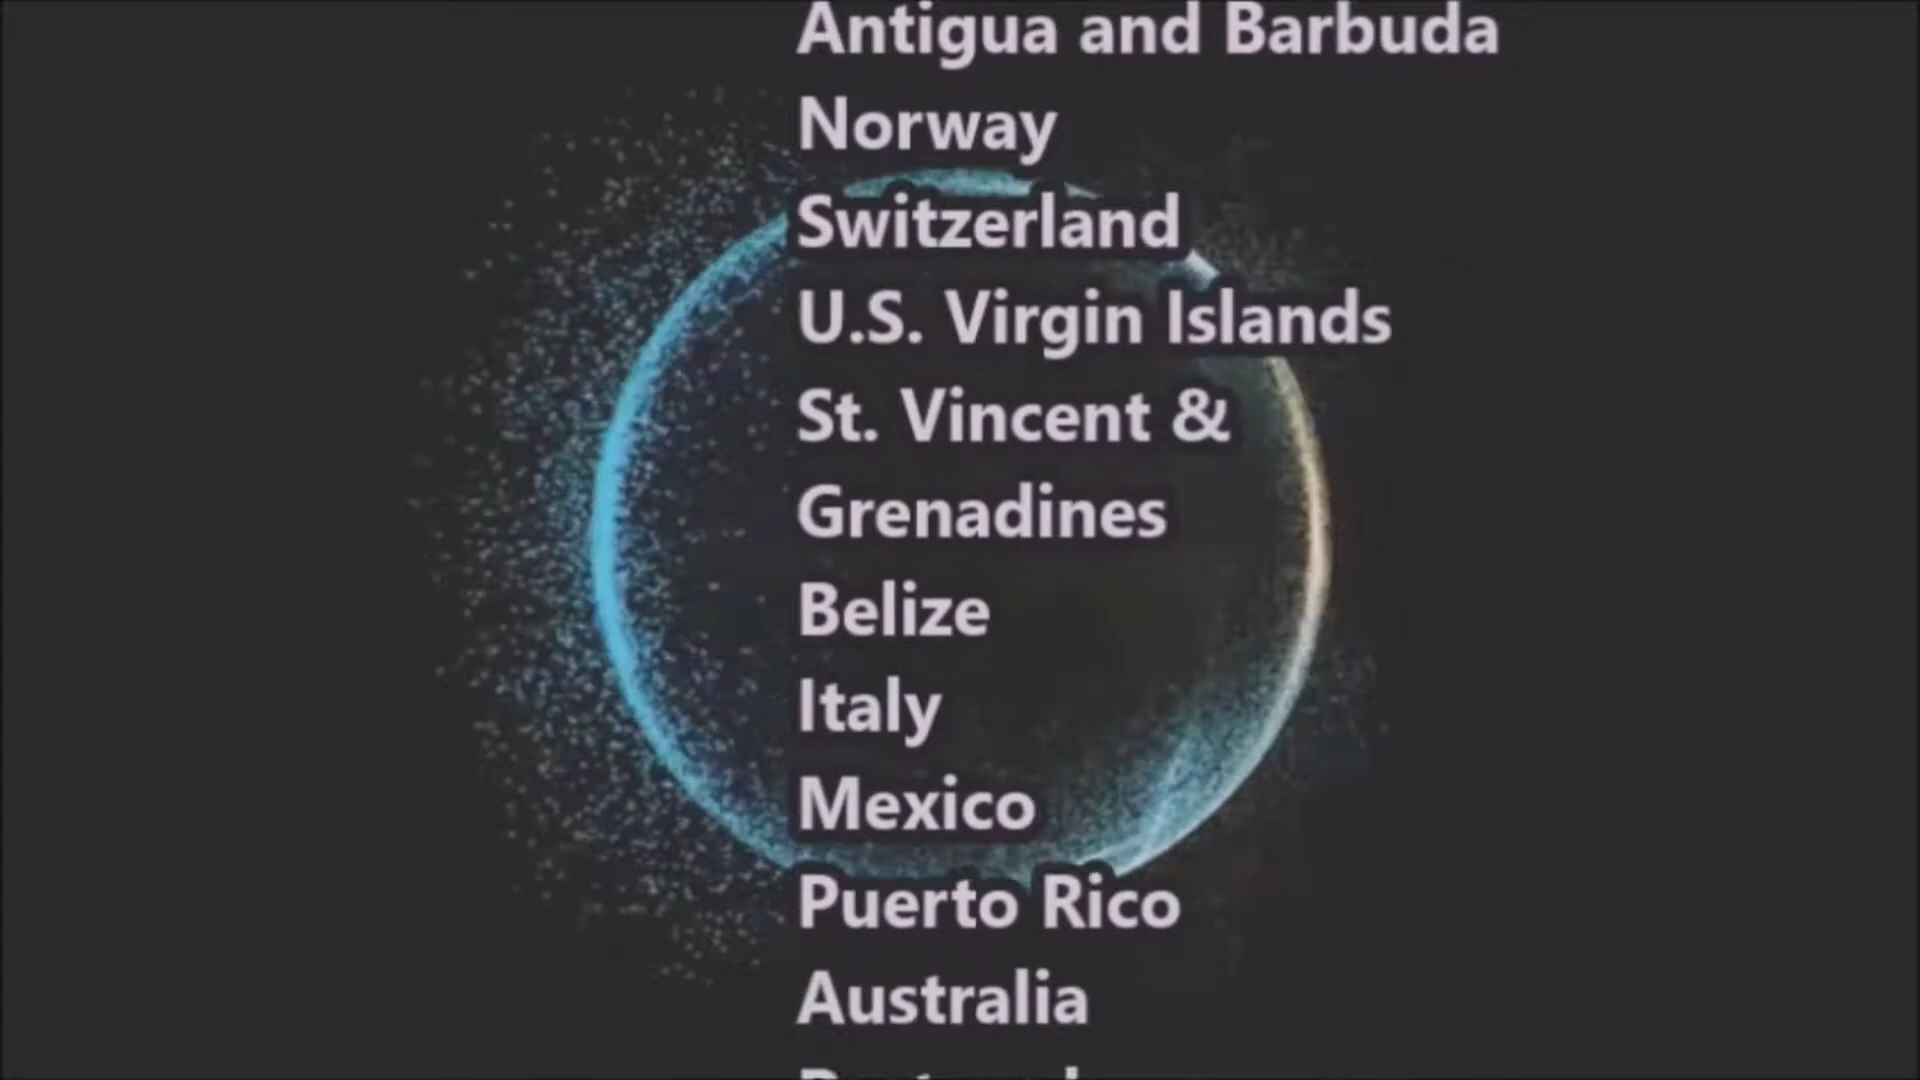 Antigua and Barbuda
Norway
Switzerland
U.S. Virgin Islands
St. Vincent &
Grenadines
Belize
Italy
Mexico
Puerto Rico
Australia